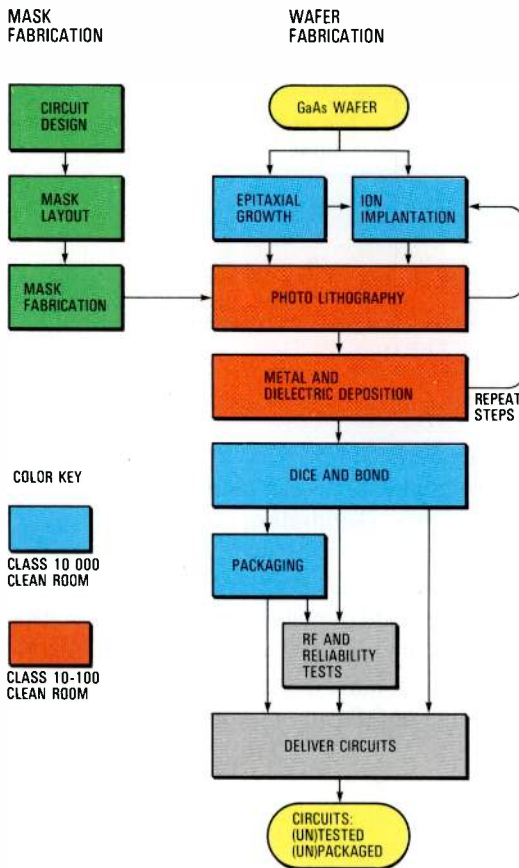 MASK
FABRICATION
WAFER
FABRICATION
CIRCUIT
DESIGN
MASK
LAYOUT
MASK
FABRICATION
GaAs WAFER
EPITAXIAL
GROWTH
ION
IMPLANTATION
PHOTO LITHOGRAPHY
METAL AND
DIELECTRIC DEPOSITION
REPEAT
STEPS
DICE AND BOND
PACKAGING
RF AND
RELIABILITY
TESTS
DELIVER CIRCUITS
CIRCUITS:
(UN)TESTED
(UN)PACKAGED
COLOR KEY
CLASS 10 000
CLEAN ROOM
CLASS 10-100
CLEAN ROOM